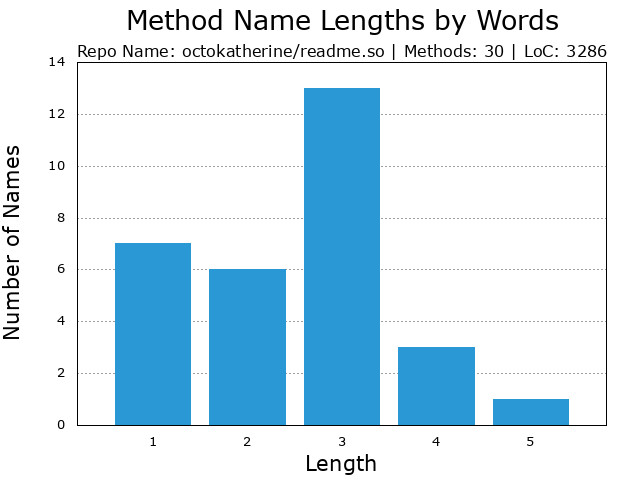 Method Name Lengths by Words
Repo Name: octokatherine/readme.so | Methods: 30 | LoC: 3286
Number of Names
14
12
10
8
6
4
2
0
1 2 3 4 5
Length